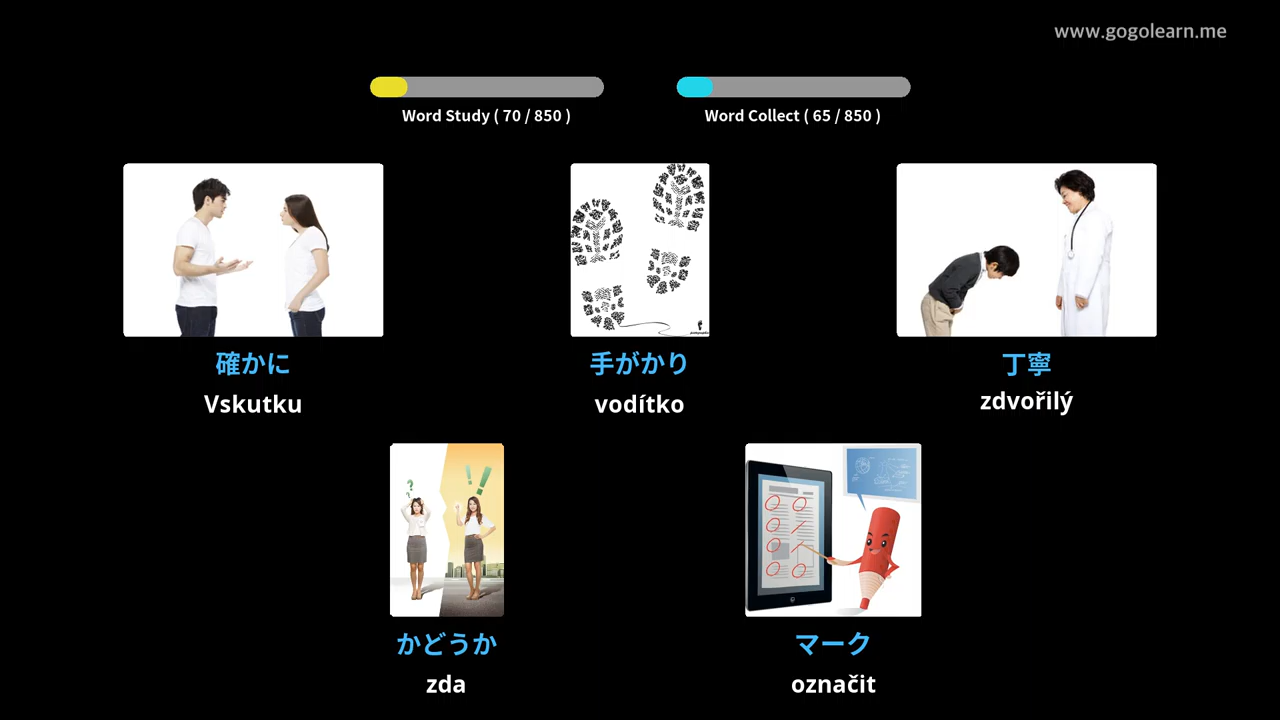 www.gogolearn.me
Word Study ( 70 / 850 )
Word Collect ( 65 / 850 )
確かに
Vskutku
手がかり
vodítko
丁寧
zdvořilý
かどうか
zda
マーク
označit